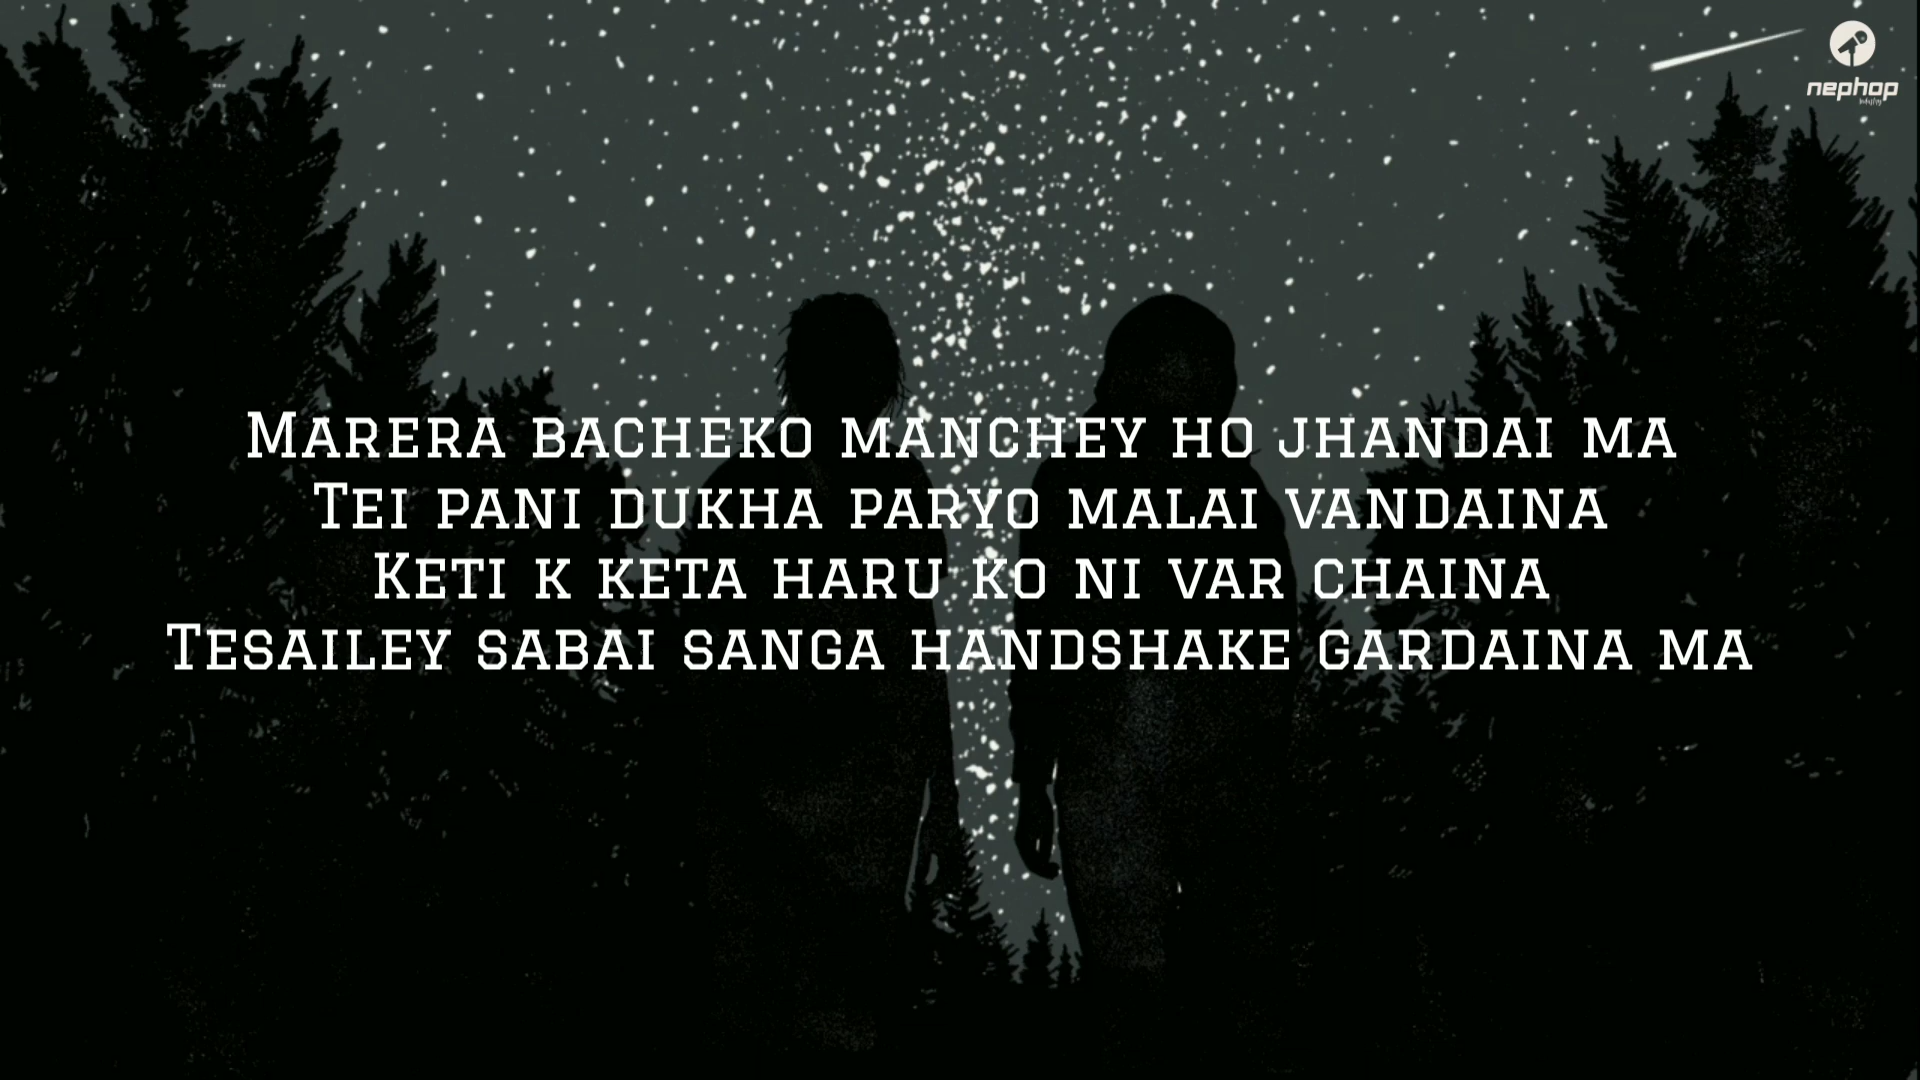 nephop
Industry
Marera bacheko manchey ho jhandai ma
Tei pani dukha paryo malai vandaina
Keti k keta haru ko ni var chaina
Tesailey sabai sanga handshake gardaina ma